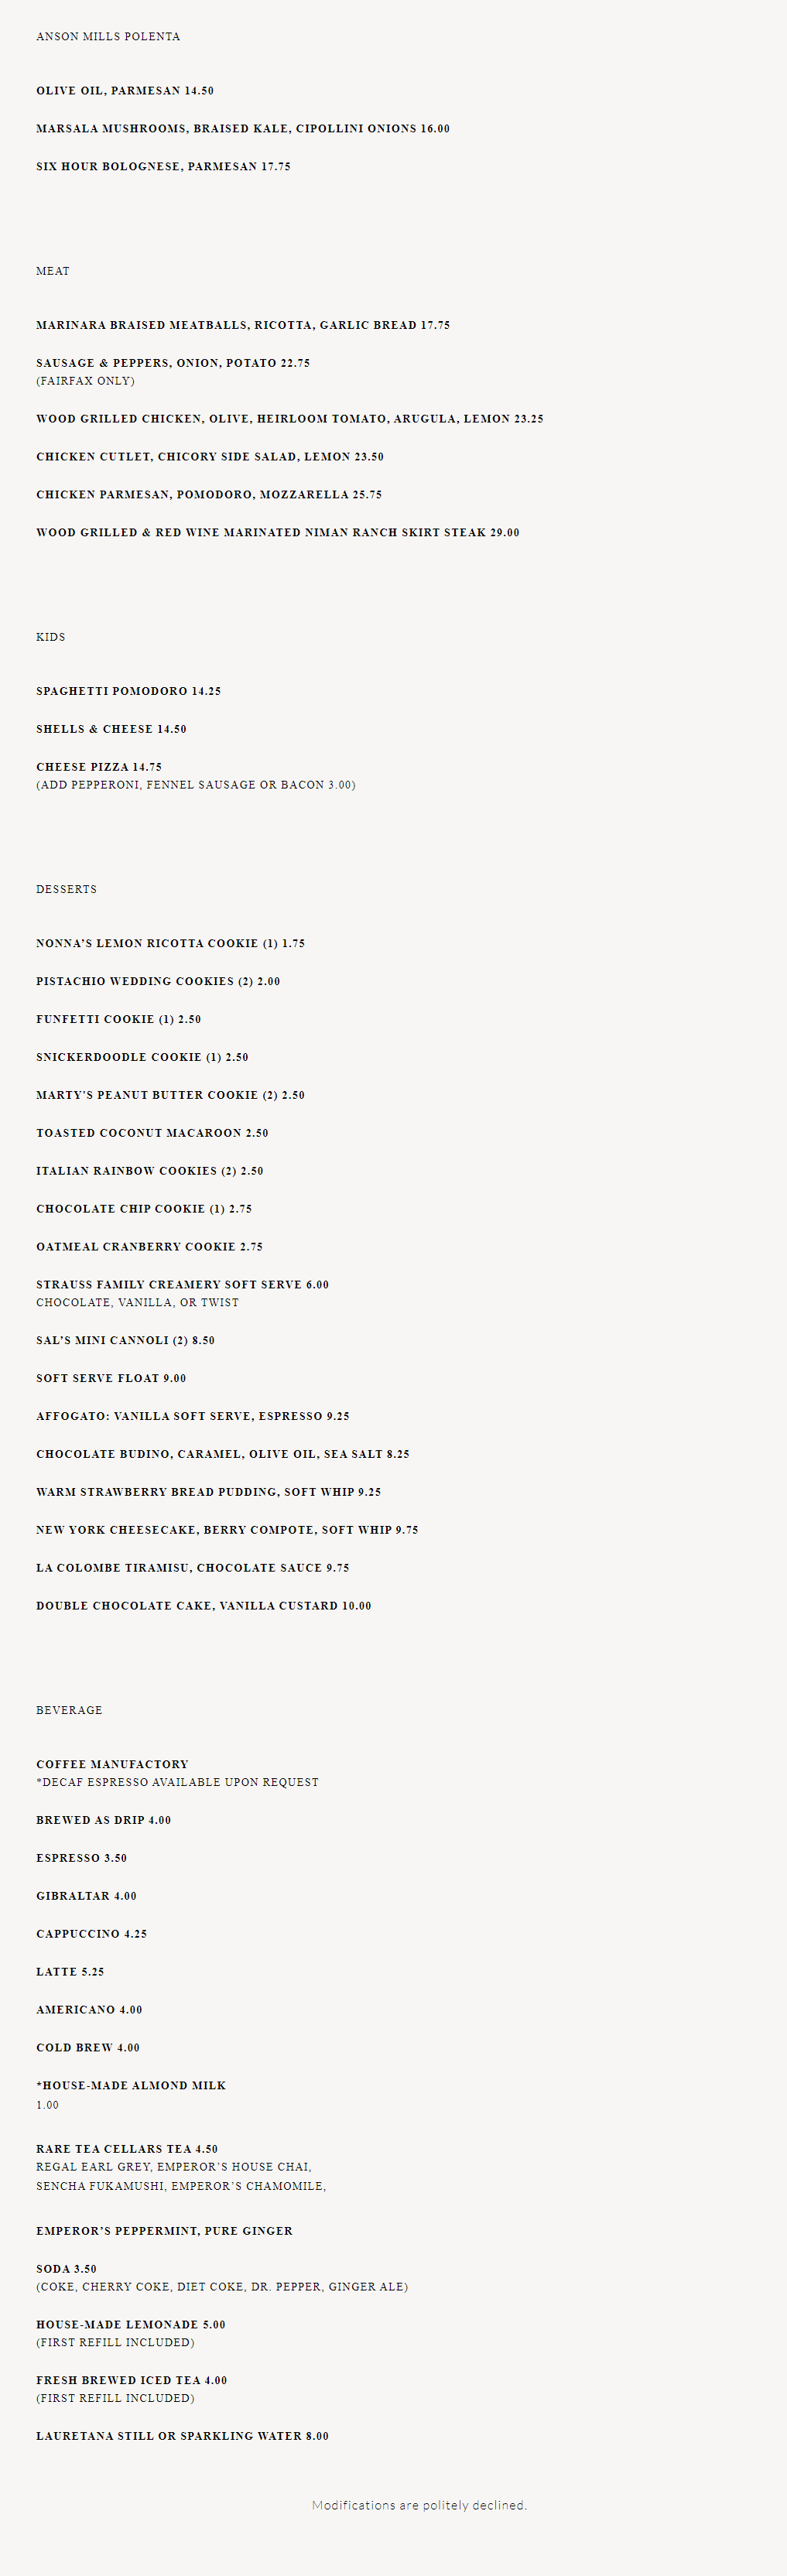 ANSON MILLS POLENTA
OLIVE OIL, PARMESAN 14.50
MARSALA MUSHROOMS, BRAISED KALE, CIPOLLINI ONIONS 16.00
SIX HOUR BOLOGNESE, PARMESAN 17.75
MEAT
MARINARA BRAISED MEATBALLS, RICOTTA, GARLIC BREAD 17.75
SAUSAGE & PEPPERS, ONION, POTATO 22.75
(FAIRFAX ONLY)
WOOD GRILLED CHICKEN, OLIVE, HEIRLOOM TOMATO, ARUGULA, LEMON 23.25
CHICKEN CUTLET, CHICORY SIDE SALAD, LEMON 23.50
CHICKEN PARMESAN, POMODORO, MOZZARELLA 25.75
WOOD GRILLED & RED WINE MARINATED NIMAN RANCH SKIRT STEAK 29.00
KIDS
SPAGHETTI POMODORO 14.25
SHELLS & CHEESE 14.50
CHEESE PIZZA 14.75
(ADD PEPPERONI, FENNEL SAUSAGE OR BACON 3.00)
DESSERTS
NONNA’S LEMON RICOTTA COOKIE (1) 1.75
PISTACHIO WEDDING COOKIES (2) 2.00
FUNFETTI COOKIE (1) 2.50
SNICKERDOODLE COOKIE (1) 2.50
MARTY'S PEANUT BUTTER COOKIE (2) 2.50
TOASTED COCONUT MACAROON 2.50
ITALIAN RAINBOW COOKIES (2) 2.50
CHOCOLATE CHIP COOKIE (1) 2.75
OATMEAL CRANBERRY COOKIE 2.75
STRAUSS FAMILY CREAMERY SOFT SERVE 6.00
CHOCOLATE, VANILLA, OR TWIST
SAL’S MINI CANNOLI (2) 8.50
SOFT SERVE FLOAT 9.00
AFFOGATO: VANILLA SOFT SERVE, ESPRESSO 9.25
CHOCOLATE BUDINO, CARAMEL, OLIVE OIL, SEA SALT 8.25
WARM STRAWBERRY BREAD PUDDING, SOFT WHIP 9.25
NEW YORK CHEESECAKE, BERRY COMPOTE, SOFT WHIP 9.75
LA COLOMBE TIRAMISU, CHOCOLATE SAUCE 9.75
DOUBLE CHOCOLATE CAKE, VANILLA CUSTARD 10.00
BEVERAGE
COFFEE MANUFACTORY
*DECAF ESPRESSO AVAILABLE UPON REQUEST
BREWED AS DRIP 4.00
ESPRESSO 3.50
GIBRALTAR 4.00
CAPPUCCINO 4.25
LATTE 5.25
AMERICANO 4.00
COLD BREW 4.00
*HOUSE-MADE ALMOND MILK
1.00
RARE TEA CELLARS TEA 4.50
REGAL EARL GREY, EMPEROR’S HOUSE CHAI,
SENCHA FUKAMUSHI, EMPEROR’S CHAMOMILE,
EMPEROR’S PEPPERMINT, PURE GINGER
SODA 3.50
(COKE, CHERRY COKE, DIET COKE, DR. PEPPER, GINGER ALE)
HOUSE-MADE LEMONADE 5.00
(FIRST REFILL INCLUDED)
FRESH BREWED ICED TEA 4.00
(FIRST REFILL INCLUDED)
LAURETANA STILL OR SPARKLING WATER 8.00
Modifications are politely declined.